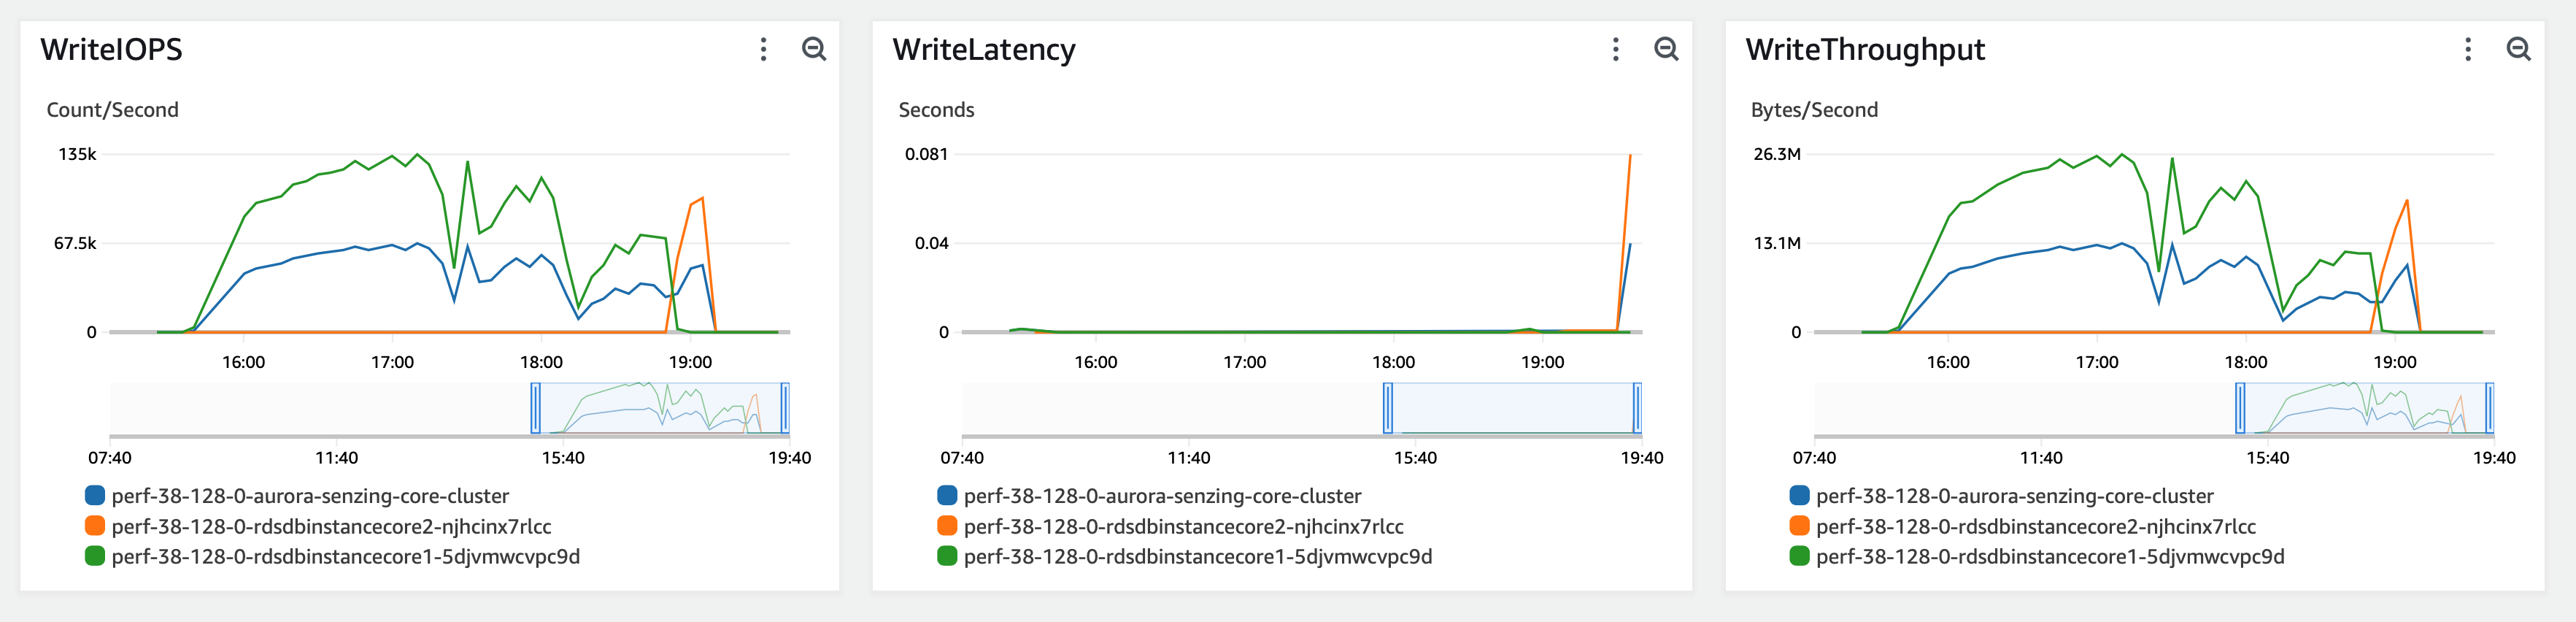 WriteIOPS
Count/Second
135k
67.5k
0
16:00 17:00 18:00 19:00
07:40 11:40 15:40 19:40
perf-38-128-0-aurora-senzing-core-cluster
perf-38-128-0-rdsdbinstancecore2-njhcinx7rlcc
perf-38-128-0-rdsdbinstancecore1-5djvmwcvpc9d
WriteLatency
Seconds
0.081
0.04
0
16:00 17:00 18:00 19:00
07:40 11:40 15:40 19:40
perf-38-128-0-aurora-senzing-core-cluster
perf-38-128-0-rdsdbinstancecore2-njhcinx7rlcc
perf-38-128-0-rdsdbinstancecore1-5djvmwcvpc9d
WriteThroughput
Bytes/Second
26.3M
13.1M
0
16:00 17:00 18:00 19:00
07:40 11:40 15:40 19:40
perf-38-128-0-aurora-senzing-core-cluster
perf-38-128-0-rdsdbinstancecore2-njhcinx7rlcc
perf-38-128-0-rdsdbinstancecore1-5djvmwcvpc9d